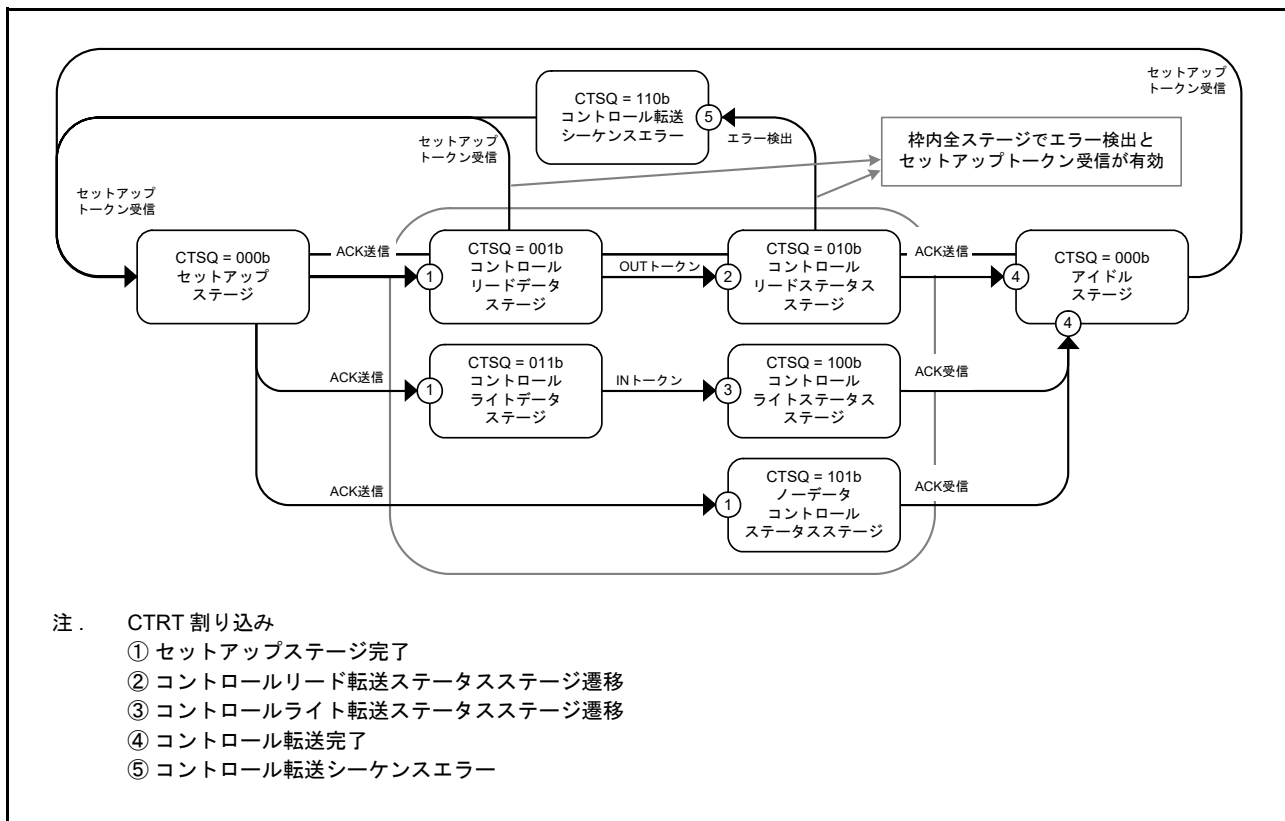 セットアップ
トークン受信
CTSQ = 110b
コントロール転送
シーケンスエラー
5
セットアップ
トークン受信
エラー検出
枠内全ステージでエラー検出と
セットアップトークン受信が有効
セットアップ
トークン受信
CTSQ = 000b
セットアップ
ステージ
ACK送信
1
CTSQ = 001b
コントロール
リードデータ
ステージ
OUTトークン
2
CTSQ = 010b
コントロール
リードステータス
ステージ
ACK送信
4
CTSQ = 000b
アイドル
ステージ
4
ACK送信
1
CTSQ = 011b
コントロール
ライトデータ
ステージ
INトークン
3
CTSQ = 100b
コントロール
ライトステータス
ステージ
ACK受信
ACK送信
1
CTSQ = 101b
ノーデータ
コントロール
ステータスステージ
ACK受信
注 . CTRT 割り込み
① セットアップステージ完了
② コントロールリード転送ステータスステージ遷移
③ コントロールライト転送ステータスステージ遷移
④ コントロール転送完了
⑤ コントロール転送シーケンスエラー